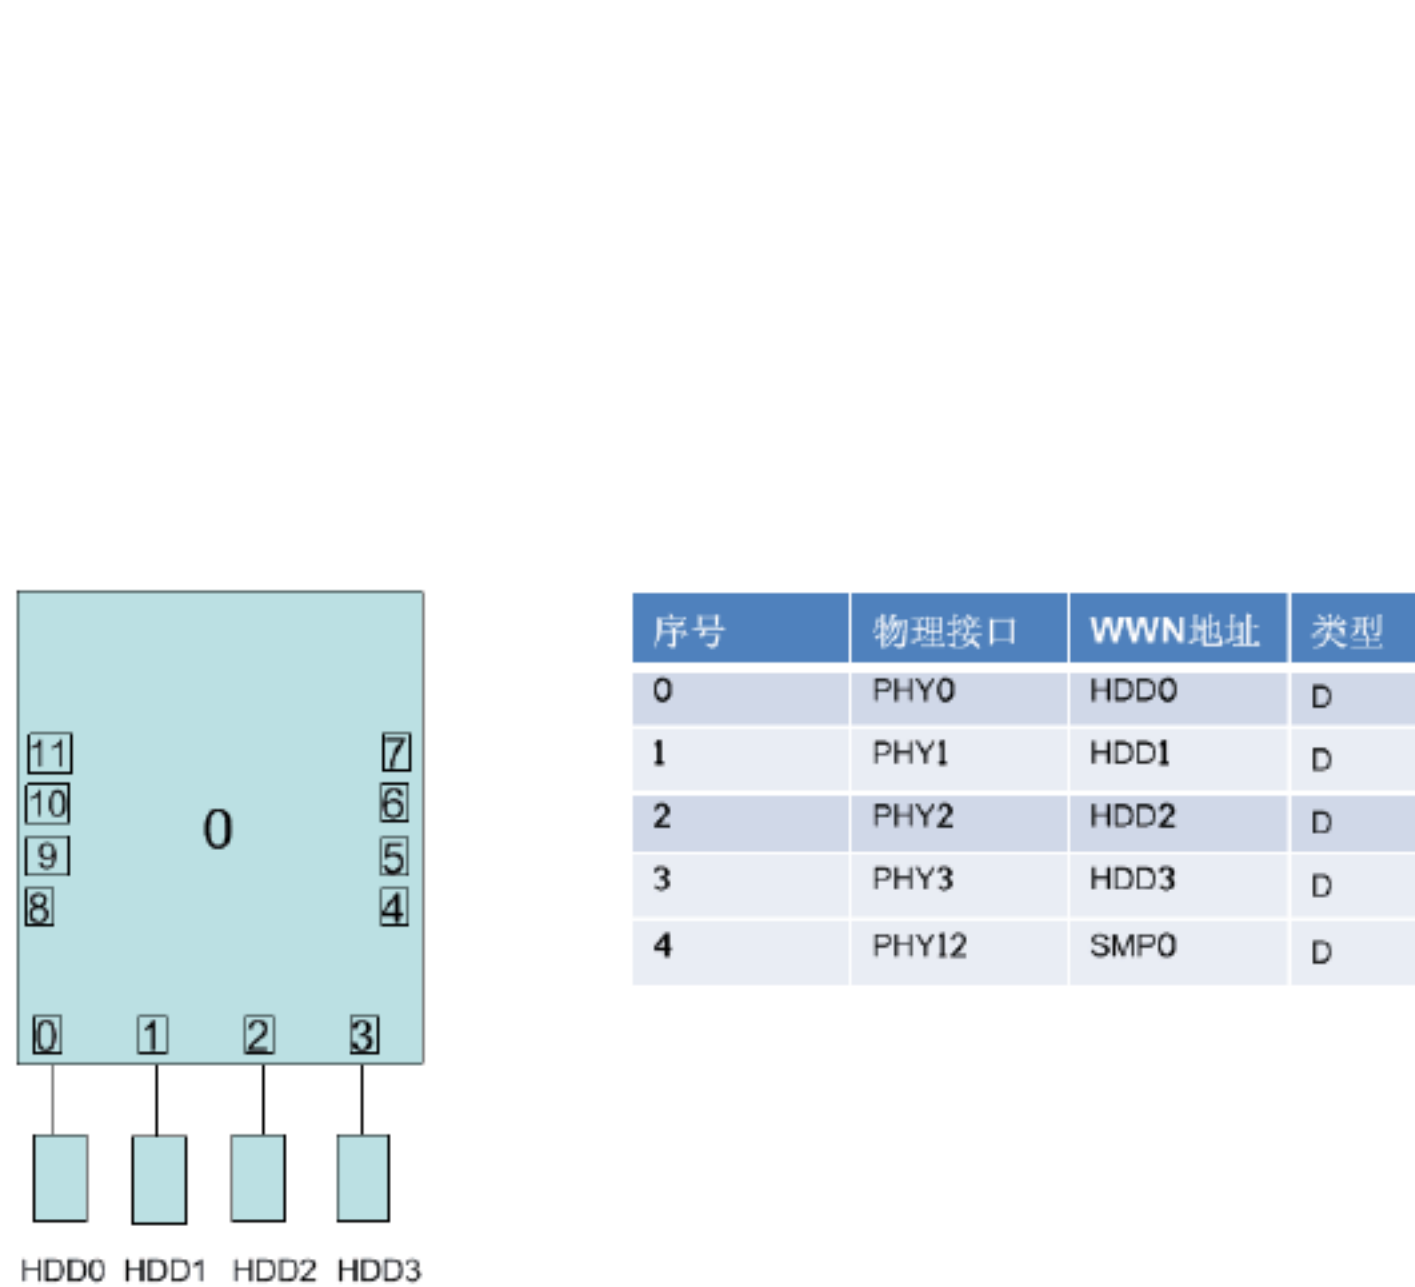 11
10
9
8
0
7
6
5
4
0
1
2
3
HDD0 HDD1 HDD2 HDD3
序号 物理接口 WWN地址 类型
0 PHY0 HDD0 D
1 PHY1 HDD1 D
2 PHY2 HDD2 D
3 PHY3 HDD3 D
4 PHY12 SMP0 D